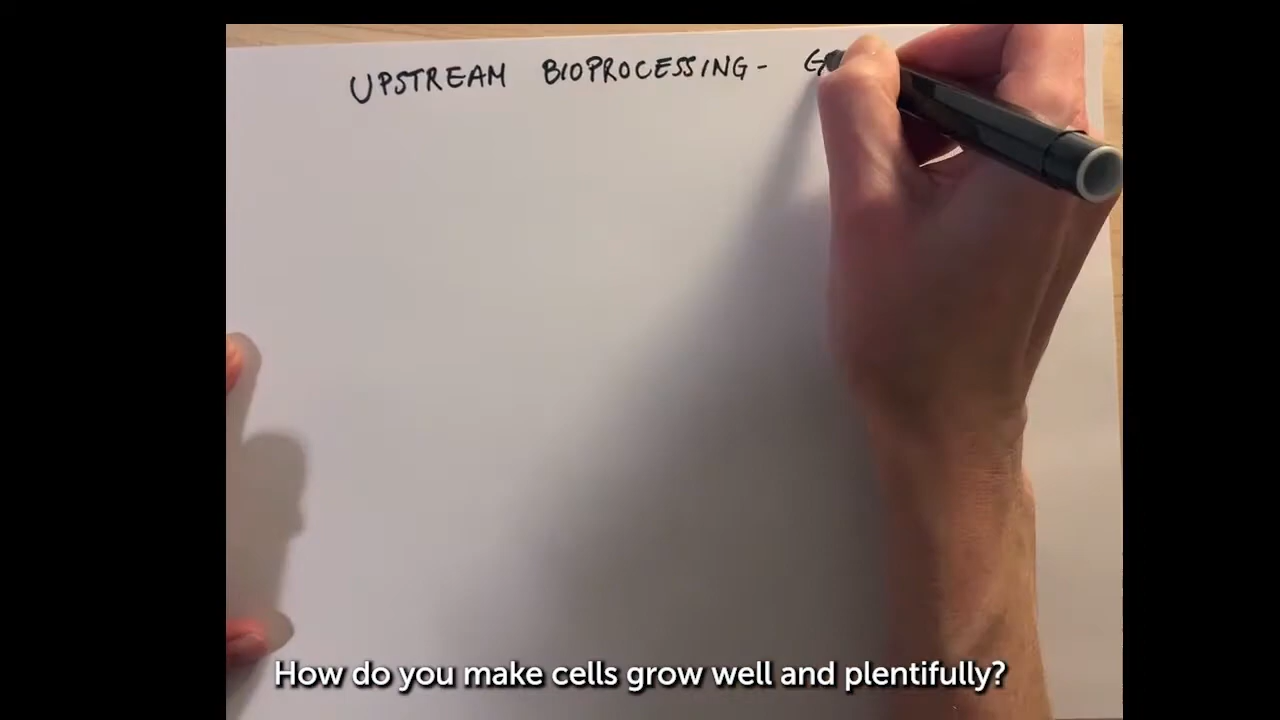 UPSTREAM BIOPROCESSING - G
How do you make cells grow well and plentifully?